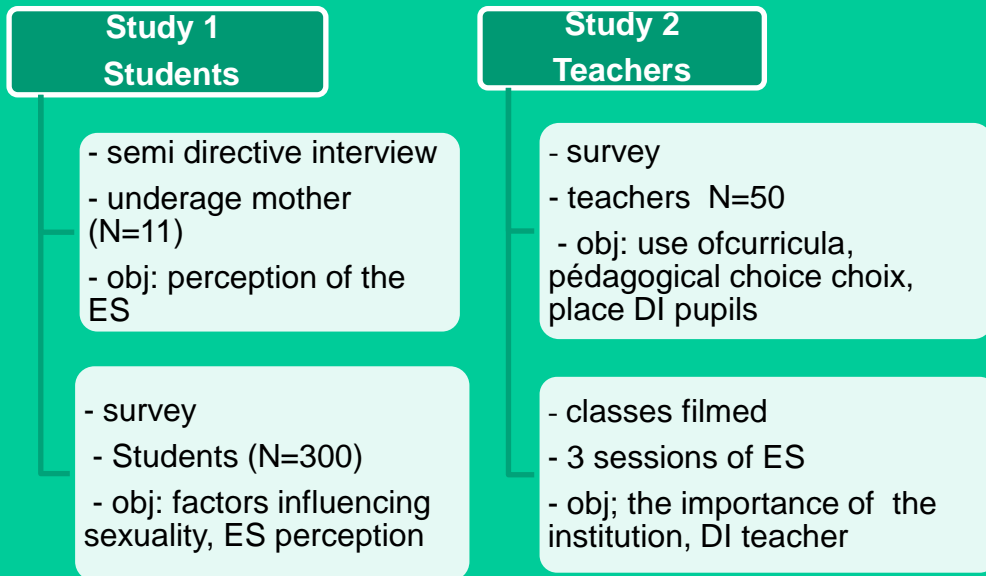 Study 1
Students
- semi directive interview
- underage mother
(N=11)
- obj: perception of the
ES
- survey
- Students (N=300)
- obj: factors influencing
sexuality, ES perception
Study 2
Teachers
- survey
- teachers N=50
- obj: use ofcurricula,
pédagogical choice choix,
place DI pupils
- classes filmed
- 3 sessions of ES
- obj; the importance of the
institution, DI teacher